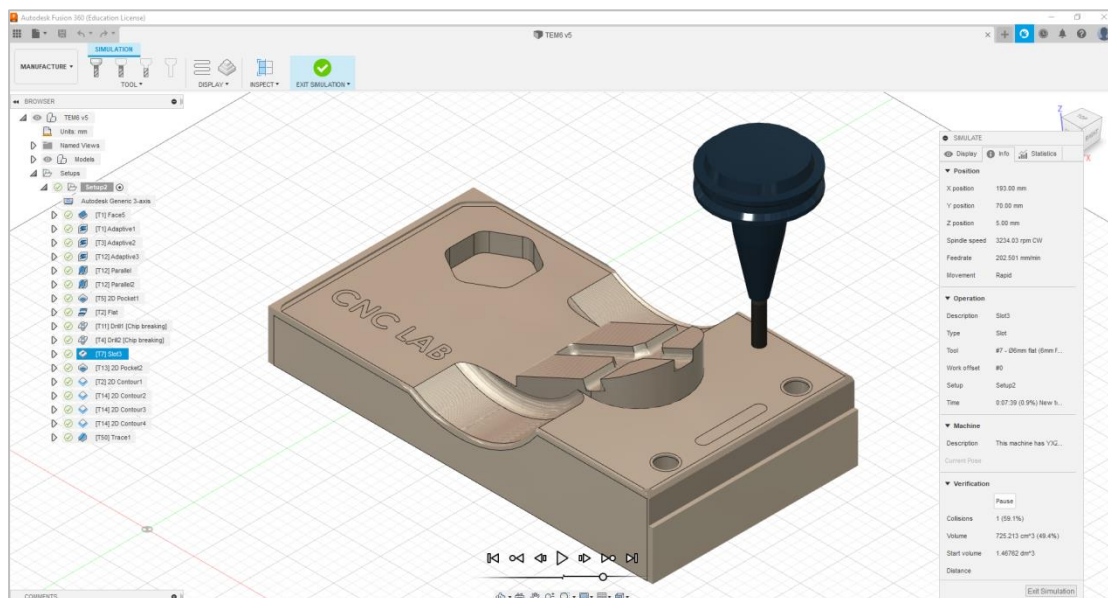 Autodesk Fusion 360 (Education License)
TEM6 v5
SIMULATION
MANUFACTURE
TOOL
DISPLAY
INSPECT
EXIT SIMULATION
BROWSER
TEM6 v5
Units: mm
Named Views
Models
Setups
Setup2
Autodesk Generic 3-axis
[T1] Face5
[T1] Adaptive1
[T3] Adaptive2
[T12] Adaptive3
[T12] Parallel
[T12] Parallel2
[T5] 2D Pocket1
[T2] Flat
[T11] Drill1 [Chip breaking]
[T4] Drill2 [Chip breaking]
[T7] Slot3
[T13] 2D Pocket2
[T2] 2D Contour1
[T14] 2D Contour2
[T14] 2D Contour3
[T14] 2D Contour4
[T50] Trace1
COMMENTS
CNC LAB
Z
TOP
RIGHT
X
SIMULATE
Display Info Statistics
Position
X position 193.00 mm
Y position 70.00 mm
Z position 5.00 mm
Spindle speed 3234.03 rpm CW
Feedrate 202.501 mm/min
Movement Rapid
Operation
Description Slot3
Type Slot
Tool #7 - Ø6mm flat (6mm F...
Work offset #0
Setup Setup2
Time 0:07:39 (0.9%) New t...
Machine
Description This machine has YXZ...
Current Pose
Verification
Pause
Collisions 1 (59.1%)
Volume 725.213 cm^3 (49.4%)
Start volume 1.46762 dm^3
Distance
Exit Simulation